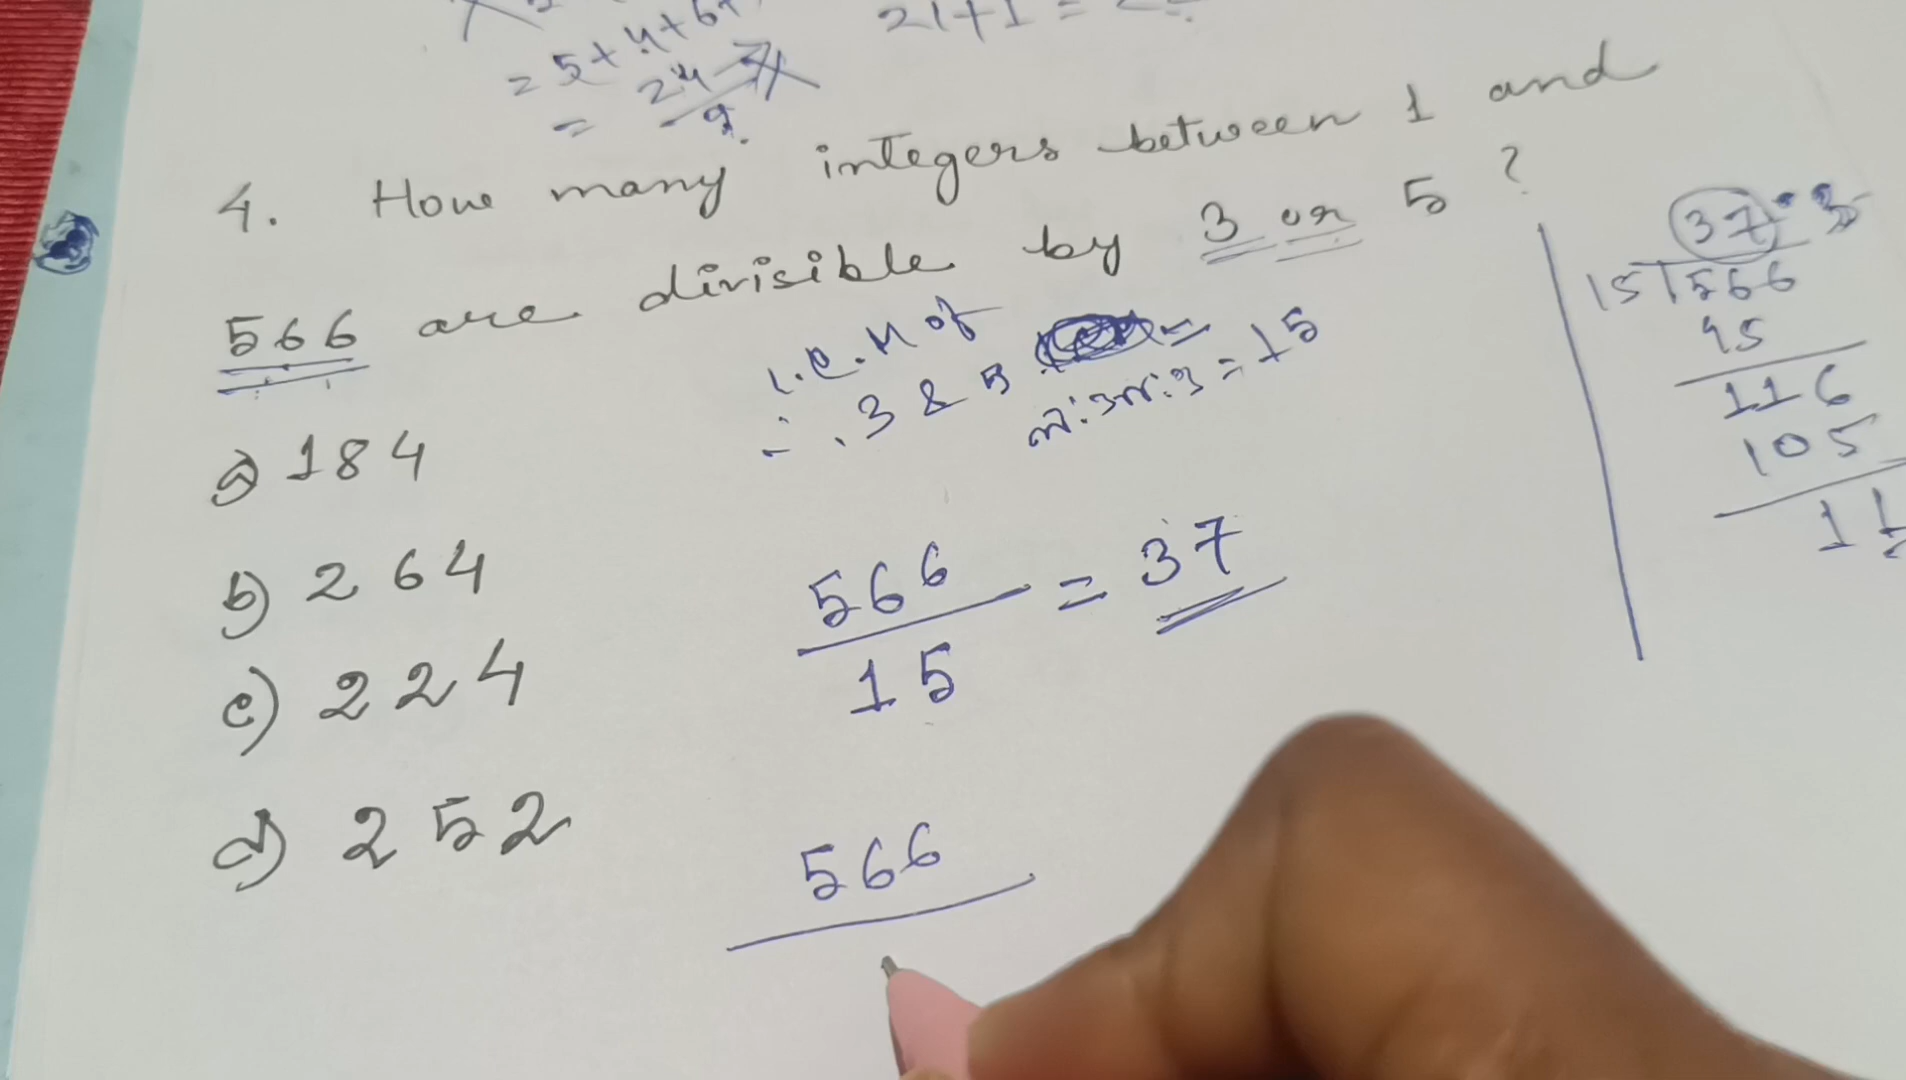 = 5 + 4 + 6 +
= 24
9
21 + 1 =
4. How many integers between 1 and
566 are divisible by 3 or 5 ?
L.C.M of
∴ 3 & 5
= 15
a) 184
b) 264
c) 224
d) 252
566
15
= 37
566
37
15 566
45
116
105
11